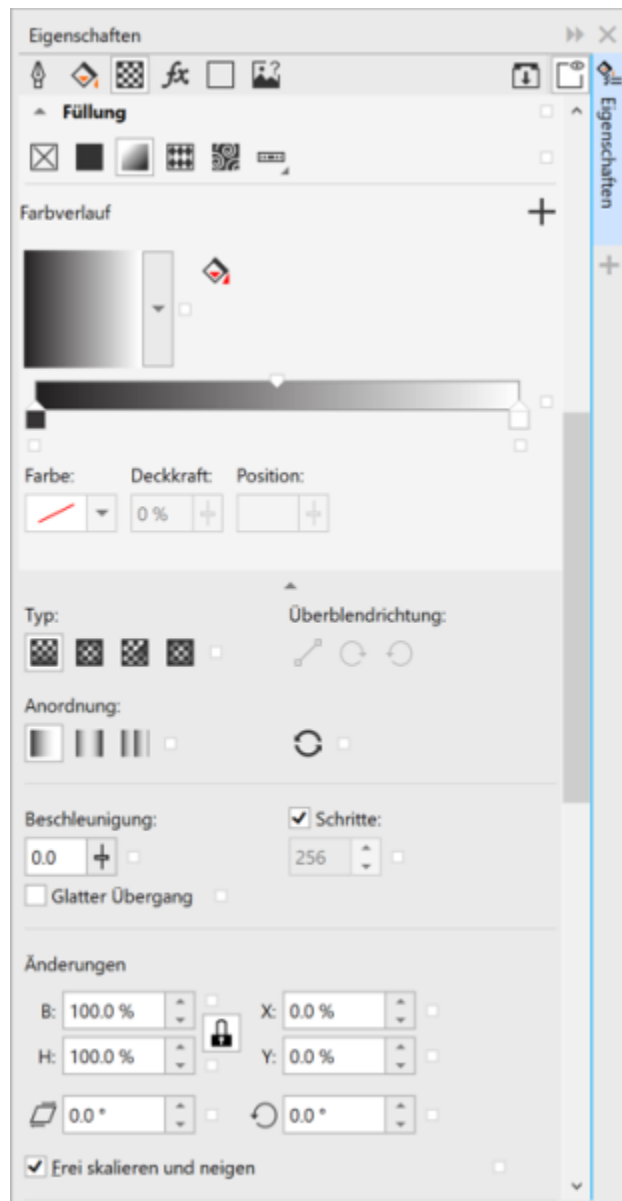 Eigenschaften
fx
Füllung
Eigenschaften
Farbverlauf
Farbe: Deckkraft: Position:
0 %
Typ: Überblendrichtung:
Anordnung:
Beschleunigung: Schritte:
0.0 256
Glatter Übergang
Änderungen
B: 100.0 % X: 0.0 %
H: 100.0 % Y: 0.0 %
0.0 ° 0.0 °
Frei skalieren und neigen